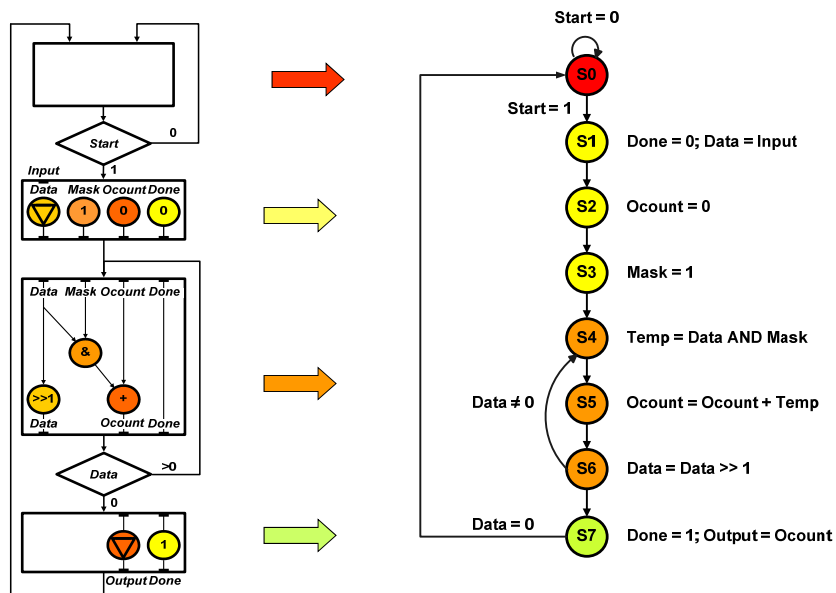 Start
0
1
Input
Data Mask Ocount Done
1 0 0
Data Mask Ocount Done
&
>>1 +
Data Ocount Done
Data
>0
0
1
Output Done
Start = 0
S0
Start = 1
S1 Done = 0; Data = Input
S2 Ocount = 0
S3 Mask = 1
S4 Temp = Data AND Mask
Data ≠ 0
S5 Ocount = Ocount + Temp
S6 Data = Data >> 1
Data = 0
S7 Done = 1; Output = Ocount